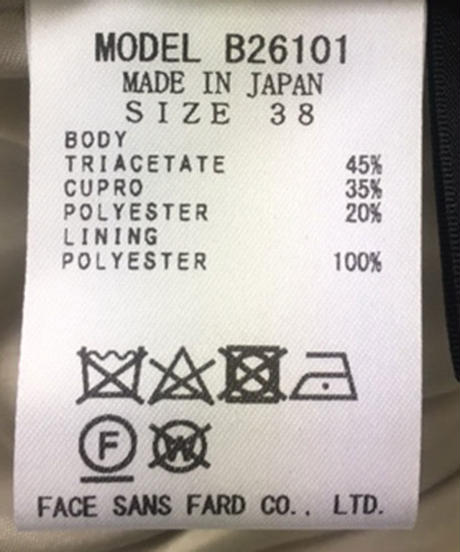 MODEL B26101
MADE IN JAPAN
SIZE 38
BODY
TRIACETATE 45%
CUPRO 35%
POLYESTER 20%
LINING
POLYESTER 100%
F W
FACE SANS FARD CO., LTD.